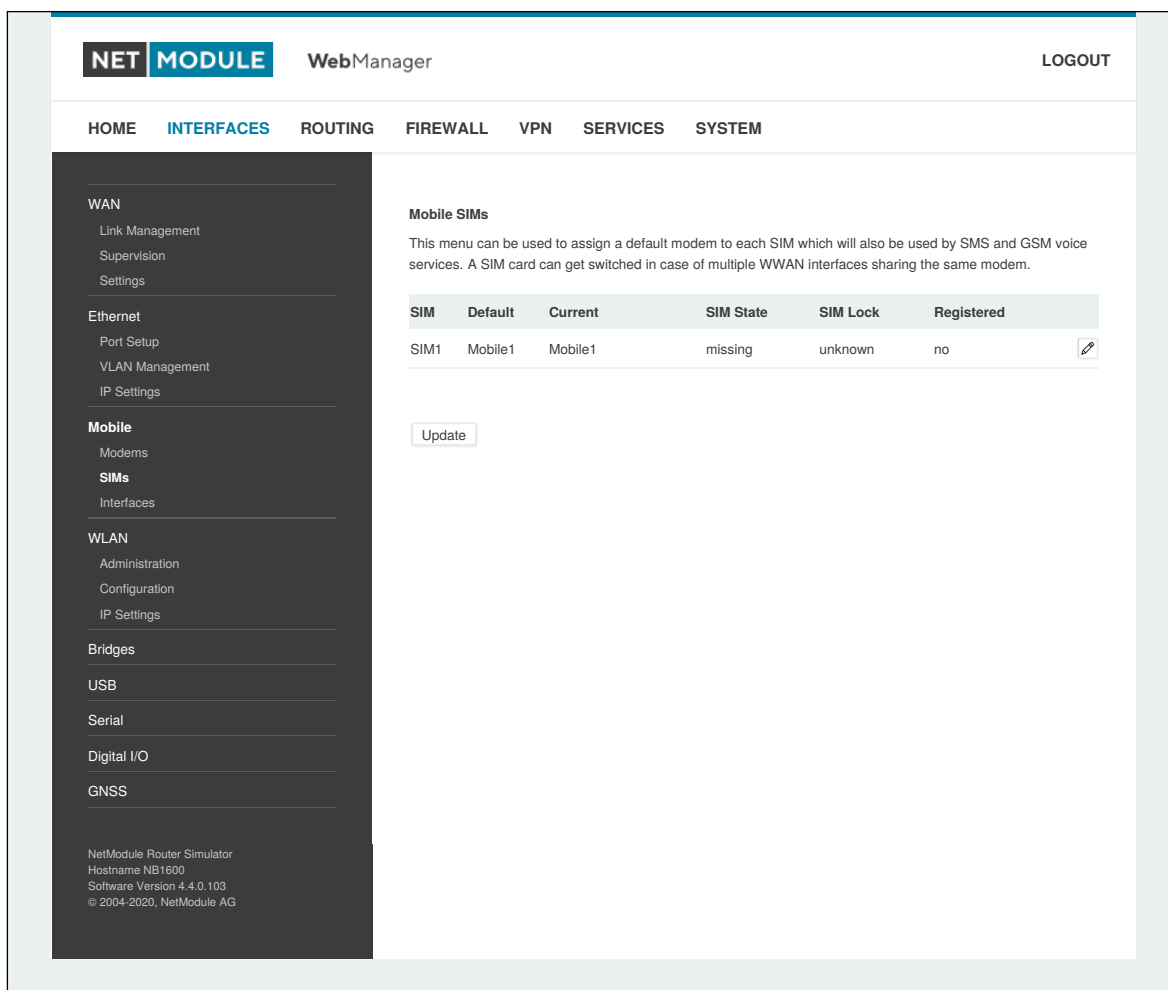 NET MODULE WebManager LOGOUT
HOME INTERFACES ROUTING FIREWALL VPN SERVICES SYSTEM
WAN
Link Management
Supervision
Settings
Ethernet
Port Setup
VLAN Management
IP Settings
Mobile
Modems
SIMs
Interfaces
WLAN
Administration
Configuration
IP Settings
Bridges
USB
Serial
Digital I/O
GNSS
NetModule Router Simulator
Hostname NB1600
Software Version 4.4.0.103
© 2004-2020, NetModule AG
Mobile SIMs
This menu can be used to assign a default modem to each SIM which will also be used by SMS and GSM voice
services. A SIM card can get switched in case of multiple WWAN interfaces sharing the same modem.
SIM Default Current SIM State SIM Lock Registered
SIM1 Mobile1 Mobile1 missing unknown no
Update